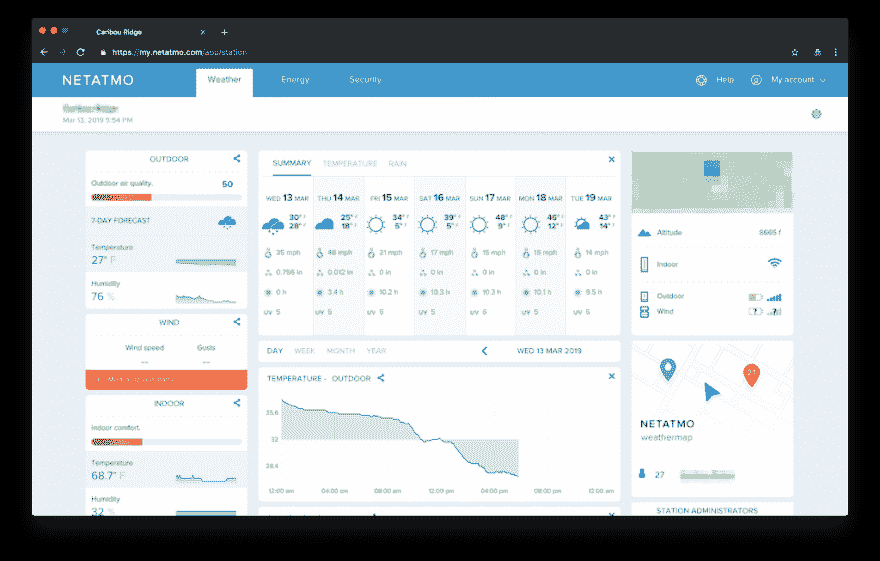 Caribou Ridge
https://my.netatmo.com/app/station
NETATMO
Weather
Energy
Security
Help
My account
Mar 13, 2019 5:54 PM
OUTDOOR
Outdoor air quality.
50
7-DAY FORECAST
Temperature
27° F
Humidity
76 %
WIND
Wind speed
Gusts
--
--
INDOOR
Indoor comfort.
Temperature
68.7° F
Humidity
32 %
SUMMARY
TEMPERATURE
RAIN
WED 13 MAR
THU 14 MAR
FRI 15 MAR
SAT 16 MAR
SUN 17 MAR
MON 18 MAR
TUE 19 MAR
30° F
28° F
25° F
18° F
34° F
5° F
39° F
5° F
48° F
9° F
46° F
12° F
43° F
14° F
35 mph
48 mph
21 mph
17 mph
15 mph
15 mph
14 mph
0.756 in
0.012 in
0 in
0 in
0 in
0 in
0 in
0 h
3.4 h
10.2 h
10.3 h
10.3 h
10.1 h
9.5 h
UV 5
UV 5
UV 5
UV 5
UV 5
UV 5
UV 5
DAY
WEEK
MONTH
YEAR
WED 13 MAR 2019
TEMPERATURE - OUTDOOR
35.6
32
28.4
12:00 am
04:00 am
08:00 am
12:00 pm
04:00 pm
08:00 pm
12:00 am
Altitude
8665 f
Indoor
Outdoor
Wind
?
?
21
NETATMO
weathermap
27
STATION ADMINISTRATORS